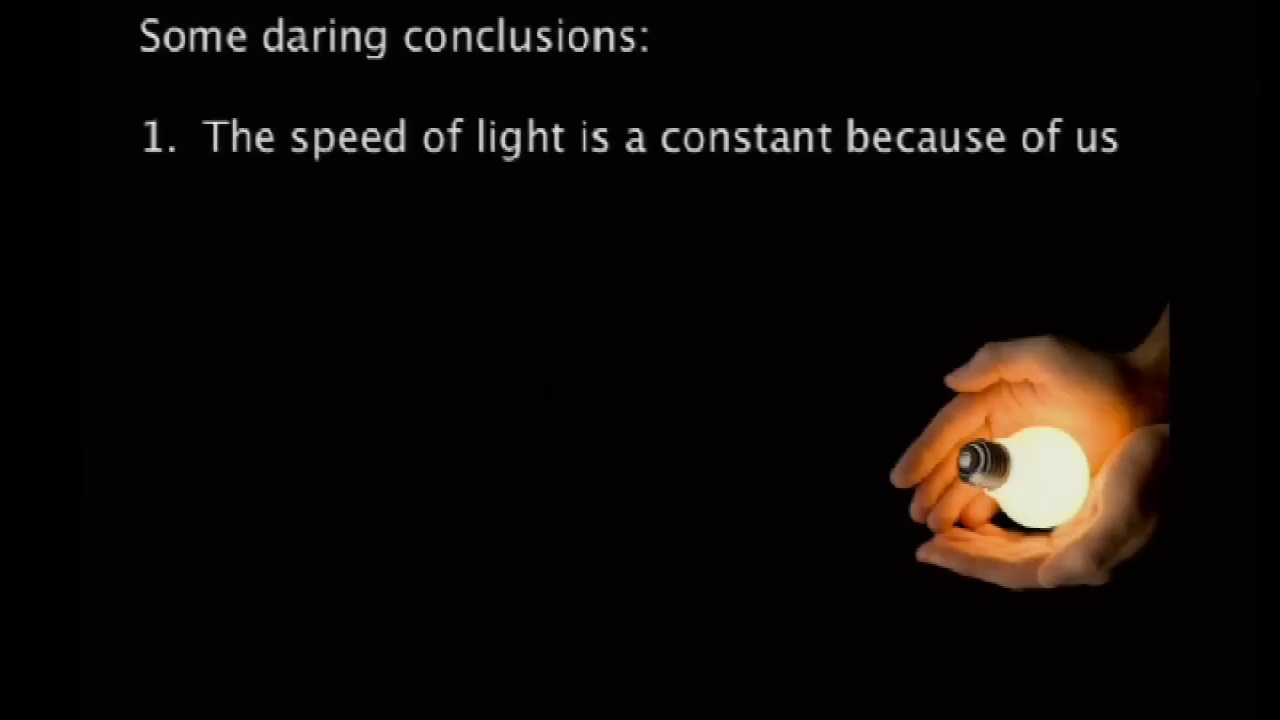 Some daring conclusions:
1. The speed of light is a constant because of us